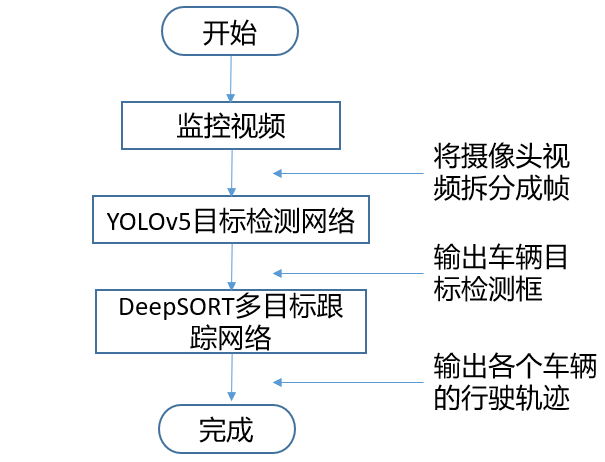 开始
监控视频
将摄像头视
频拆分成帧
YOLOv5目标检测网络
输出车辆目
标检测框
DeepSORT多目标跟
踪网络
输出各个车辆
的行驶轨迹
完成